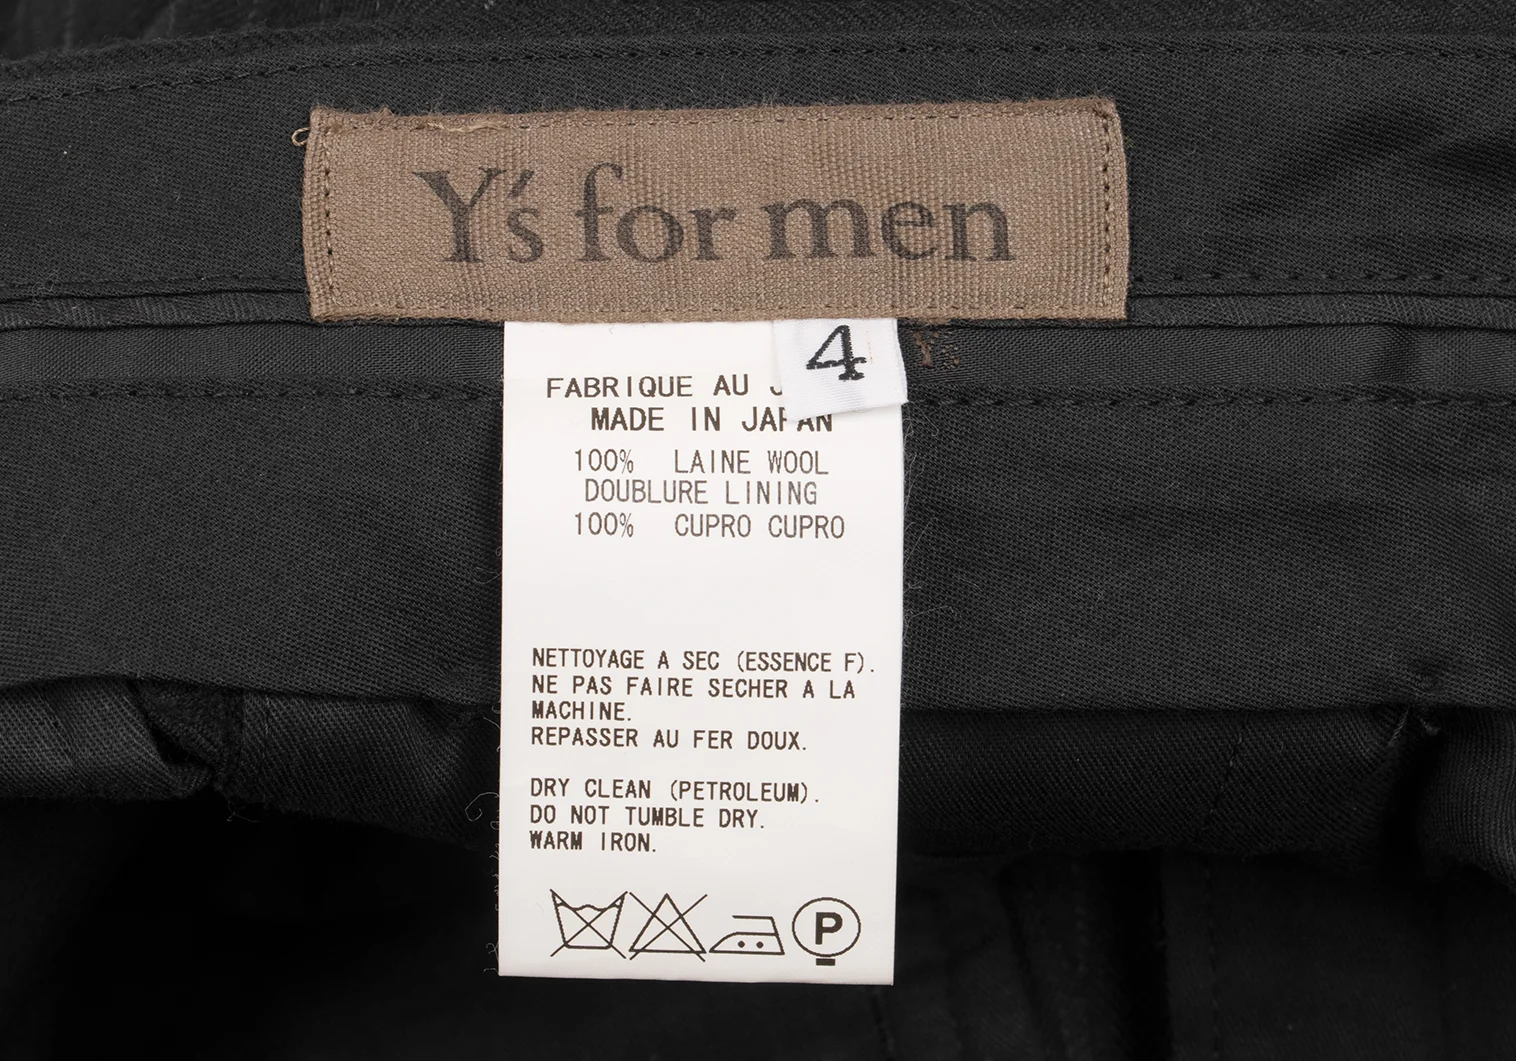 Y's for men
4
FABRIQUE AU
MADE IN JAPAN
100% LAINE WOOL
DOUBLURE LINING
100% CUPRO CUPRO
NETTOYAGE A SEC (ESSENCE F).
NE PAS FAIRE SECHER A LA
MACHINE.
REPASSER AU FER DOUX.
DRY CLEAN (PETROLEUM).
DO NOT TUMBLE DRY.
WARM IRON.
P